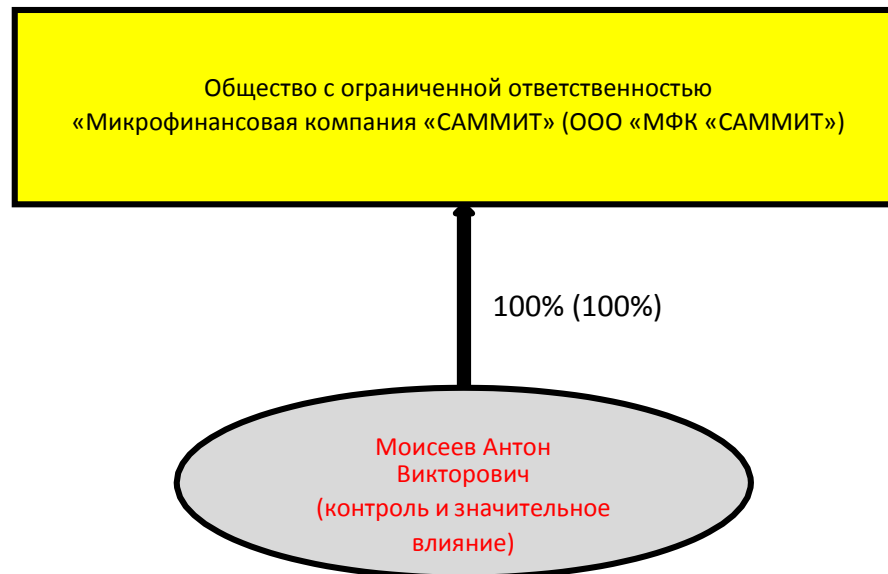 Общество с ограниченной ответственностью
«Микрофинансовая компания «САММИТ» (ООО «МФК «САММИТ»)
100% (100%)
Моисеев Антон
Викторович
(контроль и значительное
влияние)